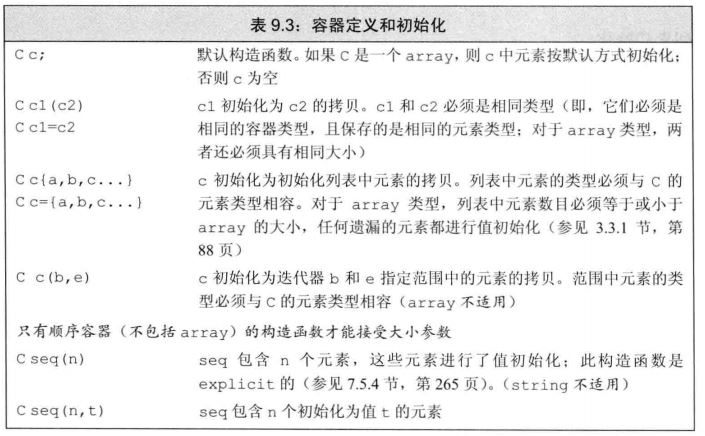 表 9.3：容器定义和初始化
C c; 默认构造函数。如果 C 是一个 array，则 c 中元素按默认方式初始化；
否则 c 为空
C c1(c2) c1 初始化为 c2 的拷贝。c1 和 c2 必须是相同类型（即，它们必须是
C c1=c2 相同的容器类型，且保存的是相同的元素类型；对于 array 类型，两
者还必须具有相同大小）
C c{a,b,c...} c 初始化为初始化列表中元素的拷贝。列表中元素的类型必须与 C 的
C c={a,b,c...} 元素类型相容。对于 array 类型，列表中元素数目必须等于或小于
array 的大小，任何遗漏的元素都进行值初始化（参见 3.3.1 节，第
88 页）
C c(b,e) c 初始化为迭代器 b 和 e 指定范围中的元素的拷贝。范围中元素的类
型必须与 C 的元素类型相容（array 不适用）
只有顺序容器（不包括 array）的构造函数才能接受大小参数
C seq(n) seq 包含 n 个元素，这些元素进行了值初始化；此构造函数是
explicit 的（参见 7.5.4 节，第 265 页）。（string 不适用）
C seq(n,t) seq 包含 n 个初始化为值 t 的元素